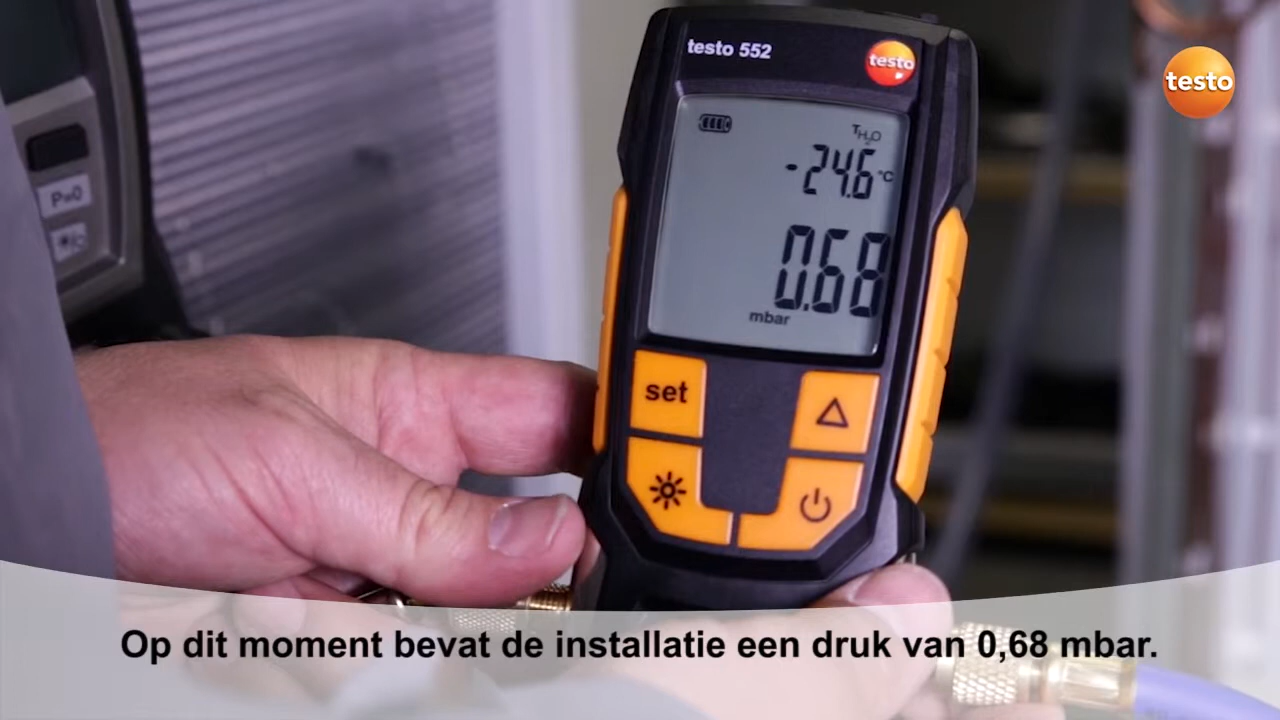 testo 552
testo
testo
T H₂O
-24.6 °C
0.68
mbar
P=0
set
Op dit moment bevat de installatie een druk van 0,68 mbar.